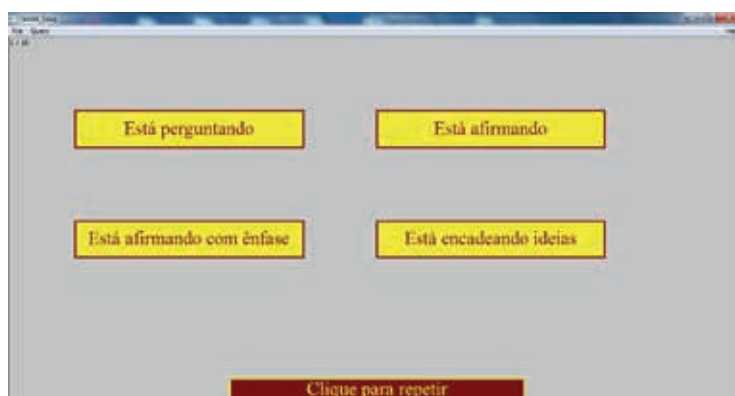 Está perguntando
Está afirmando
Está afirmando com ênfase
Está encadeando ideias
Clique para repetir